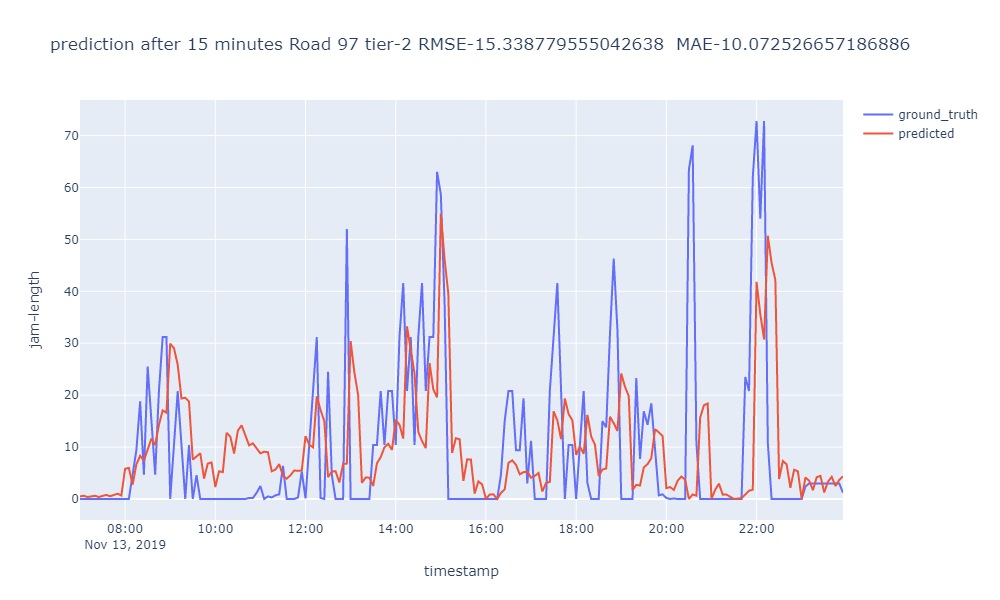 prediction after 15 minutes Road 97 tier-2 RMSE-15.338779555042638  MAE-10.072526657186886
ground_truth
predicted
70
60
50
40
30
20
10
0
jam-length
08:00 10:00 12:00 14:00 16:00 18:00 20:00 22:00
Nov 13, 2019
timestamp